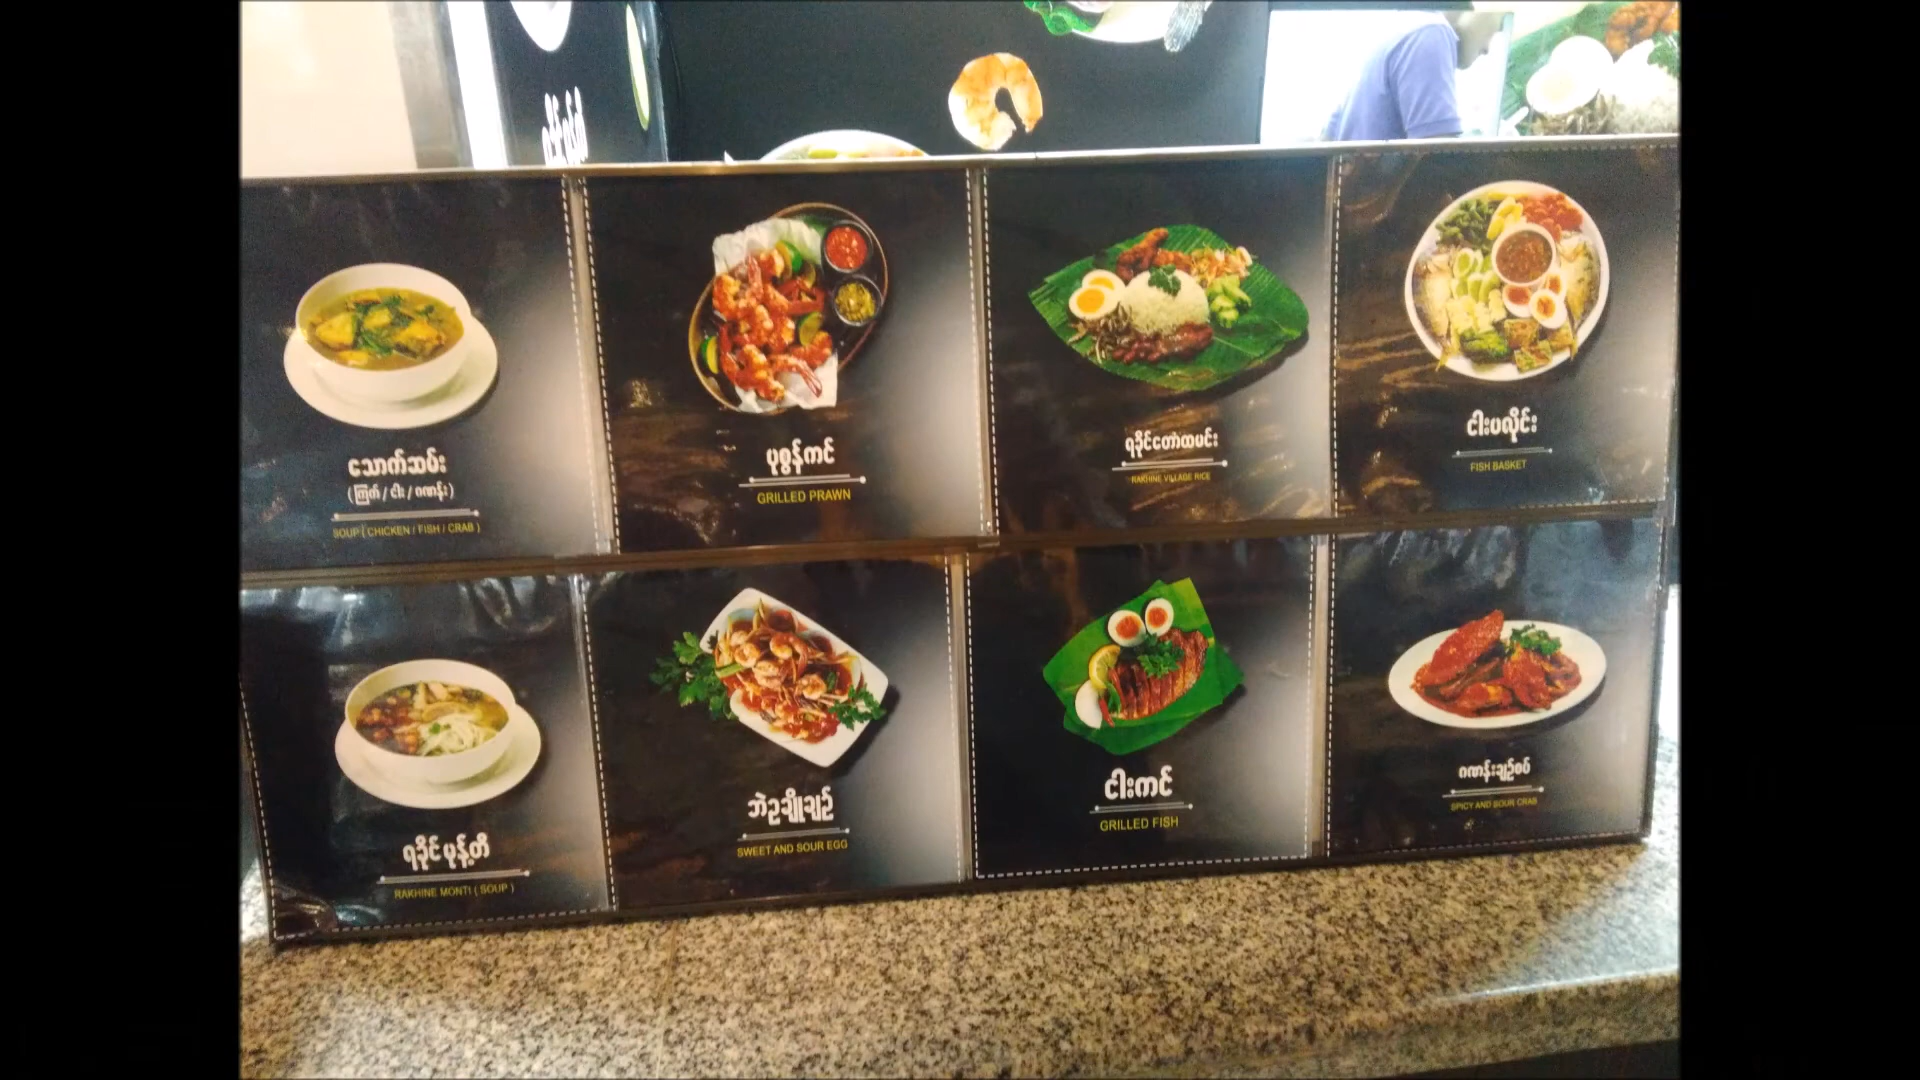 သောက်ဆမ်း
(ကြက် / ငါး / ဂဏန်း)
SOUP ( CHICKEN / FISH / CRAB )
ပုစွန်ကင်
GRILLED PRAWN
ရခိုင်တောထမင်း
RAKHINE VILLAGE RICE
ငါးပလိုင်း
FISH BASKET
ရခိုင်မုန့်တီ
RAKHINE MONTI ( SOUP )
ဘဲဥချိုချဉ်
SWEET AND SOUR EGG
ငါးကင်
GRILLED FISH
ဂဏန်းချဉ်စပ်
SPICY AND SOUR CRAB